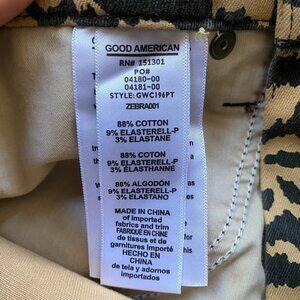 GOOD AMERICAN
RN# 151301
PO#
04180-00
04181-00
STYLE: GWC196PT
ZEBRA001
88% COTTON
9% ELASTERELL-P
3% ELASTANE
88% COTON
9% ELASTERELL-P
3% ÉLASTHANNE
88% ALGODÓN
9% ELASTERELL-P
3% ELASTANO
MADE IN CHINA
of imported
fabrics and trim
FABRIQUÉ EN CHINE
de tissus et de
garnitures importés
HECHO EN
CHINA
de tela y adornos
importados